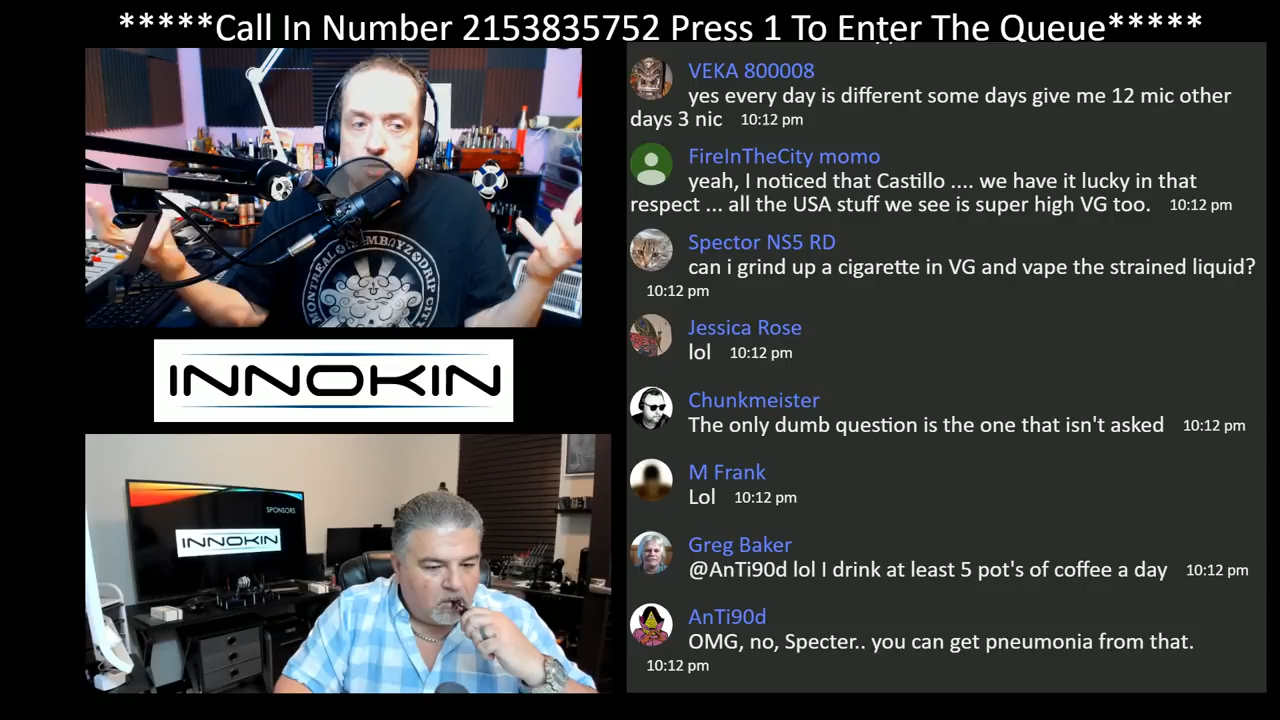 *****Call In Number 2153835752 Press 1 To Enter The Queue*****
MONTREAL DRIP CITY
INNOKIN
SPONSORS
INNOKIN
VEKA 800008
yes every day is different some days give me 12 mic other
days 3 nic 10:12 pm
FireInTheCity momo
yeah, I noticed that Castillo .... we have it lucky in that
respect ... all the USA stuff we see is super high VG too. 10:12 pm
Spector NS5 RD
can i grind up a cigarette in VG and vape the strained liquid?
10:12 pm
Jessica Rose
lol 10:12 pm
Chunkmeister
The only dumb question is the one that isn't asked 10:12 pm
M Frank
Lol 10:12 pm
Greg Baker
@AnTi90d lol I drink at least 5 pot's of coffee a day 10:12 pm
AnTi90d
OMG, no, Specter.. you can get pneumonia from that.
10:12 pm